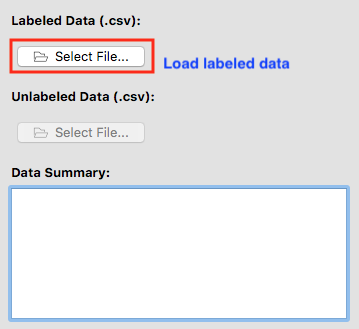 Labeled Data (.csv):
Select File...
Load labeled data
Unlabeled Data (.csv):
Select File...
Data Summary: